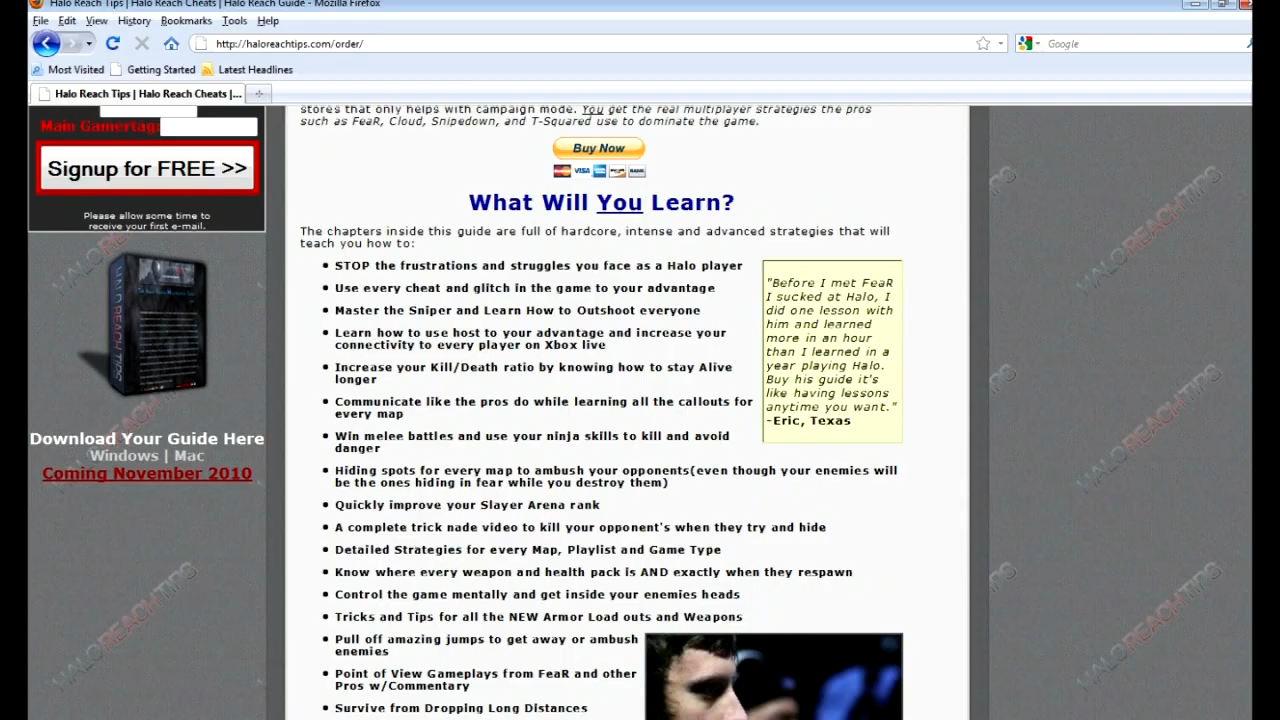 Halo Reach Tips | Halo Reach Cheats | Halo Reach Guide - Mozilla Firefox
File Edit View History Bookmarks Tools Help
http://haloreachtips.com/order/
Google
Most Visited Getting Started Latest Headlines
Halo Reach Tips | Halo Reach Cheats |...
Main Gamertag:
Signup for FREE >>
Please allow some time to
receive your first e-mail.
HALO REACH TIPS
Download Your Guide Here
Windows | Mac
Coming November 2010
stores that only helps with campaign mode. You get the real multiplayer strategies the pros
such as FeaR, Cloud, Snipedown, and T-Squared use to dominate the game.
Buy Now
VISA
BANK
What Will You Learn?
The chapters inside this guide are full of hardcore, intense and advanced strategies that will
teach you how to:
• STOP the frustrations and struggles you face as a Halo player
• Use every cheat and glitch in the game to your advantage
• Master the Sniper and Learn How to Outshoot everyone
• Learn how to use host to your advantage and increase your
connectivity to every player on Xbox live
• Increase your Kill/Death ratio by knowing how to stay Alive
longer
• Communicate like the pros do while learning all the callouts for
every map
• Win melee battles and use your ninja skills to kill and avoid
danger
• Hiding spots for every map to ambush your opponents(even though your enemies will
be the ones hiding in fear while you destroy them)
• Quickly improve your Slayer Arena rank
• A complete trick nade video to kill your opponent's when they try and hide
• Detailed Strategies for every Map, Playlist and Game Type
• Know where every weapon and health pack is AND exactly when they respawn
• Control the game mentally and get inside your enemies heads
• Tricks and Tips for all the NEW Armor Load outs and Weapons
• Pull off amazing jumps to get away or ambush
enemies
• Point of View Gameplays from FeaR and other
Pros w/Commentary
• Survive from Dropping Long Distances
"Before I met FeaR
I sucked at Halo, I
did one lesson with
him and learned
more in an hour
than I learned in a
year playing Halo.
Buy his guide it's
like having lessons
anytime you want."
-Eric, Texas
HALOREACHTIPS
HALOREACHTIPS
HALOREACHTIPS